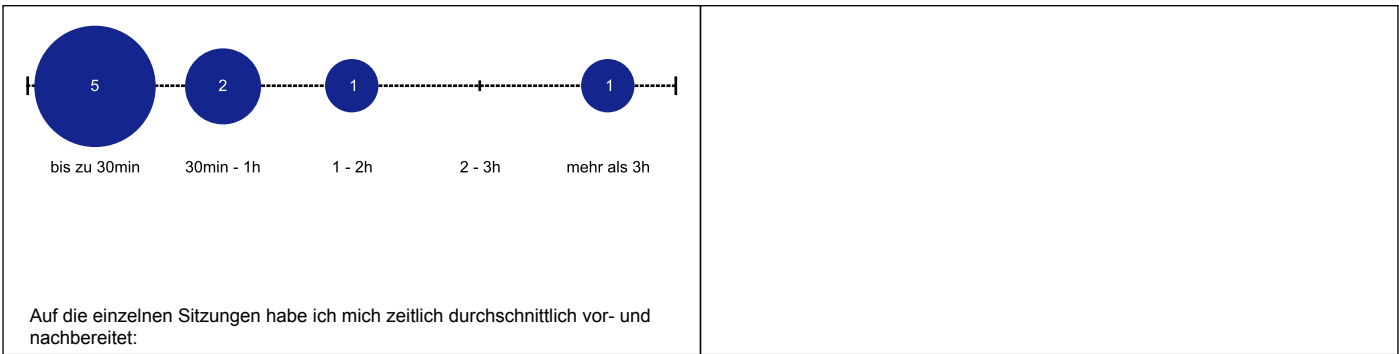 5 2 1 1
bis zu 30min 30min - 1h 1 - 2h 2 - 3h mehr als 3h
Auf die einzelnen Sitzungen habe ich mich zeitlich durchschnittlich vor- und
nachbereitet: